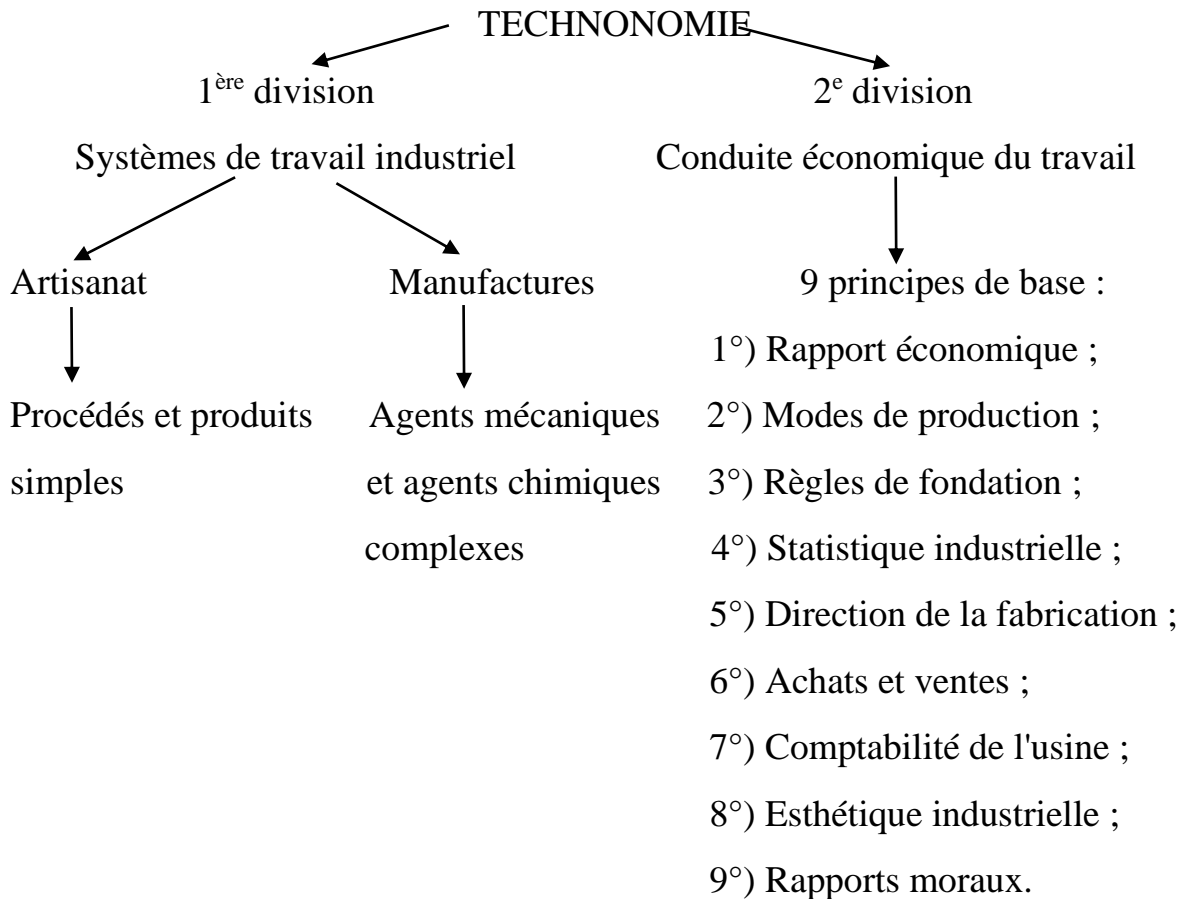 TECHNONOMIE
1ère division
2e division
Systèmes de travail industriel
Conduite économique du travail
Artisanat
Manufactures
9 principes de base :
1°) Rapport économique ;
Procédés et produits
Agents mécaniques
2°) Modes de production ;
simples
et agents chimiques
3°) Règles de fondation ;
complexes
4°) Statistique industrielle ;
5°) Direction de la fabrication ;
6°) Achats et ventes ;
7°) Comptabilité de l'usine ;
8°) Esthétique industrielle ;
9°) Rapports moraux.